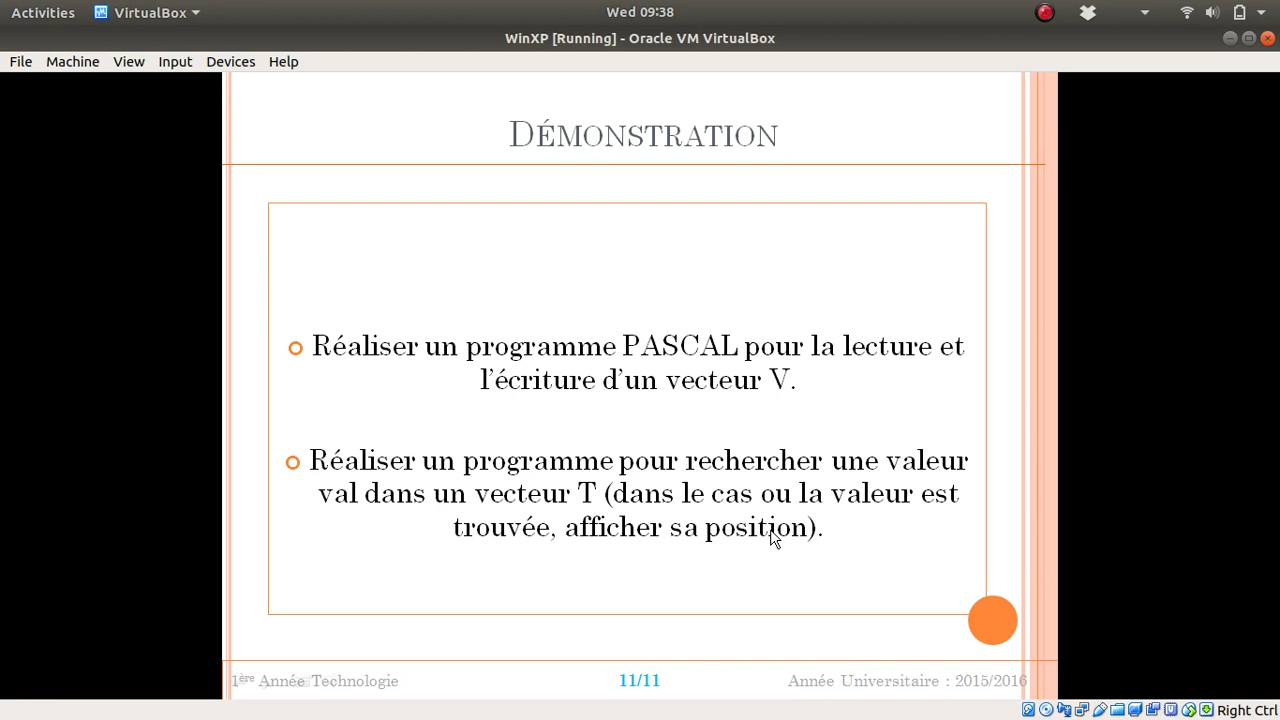 Activities VirtualBox Wed 09:38
WinXP [Running] - Oracle VM VirtualBox
File Machine View Input Devices Help
DÉMONSTRATION
Réaliser un programme PASCAL pour la lecture et
l'écriture d'un vecteur V.
Réaliser un programme pour rechercher une valeur
val dans un vecteur T (dans le cas ou la valeur est
trouvée, afficher sa position).
1ère Année Technologie 11/11 Année Universitaire : 2015/2016
Right Ctrl